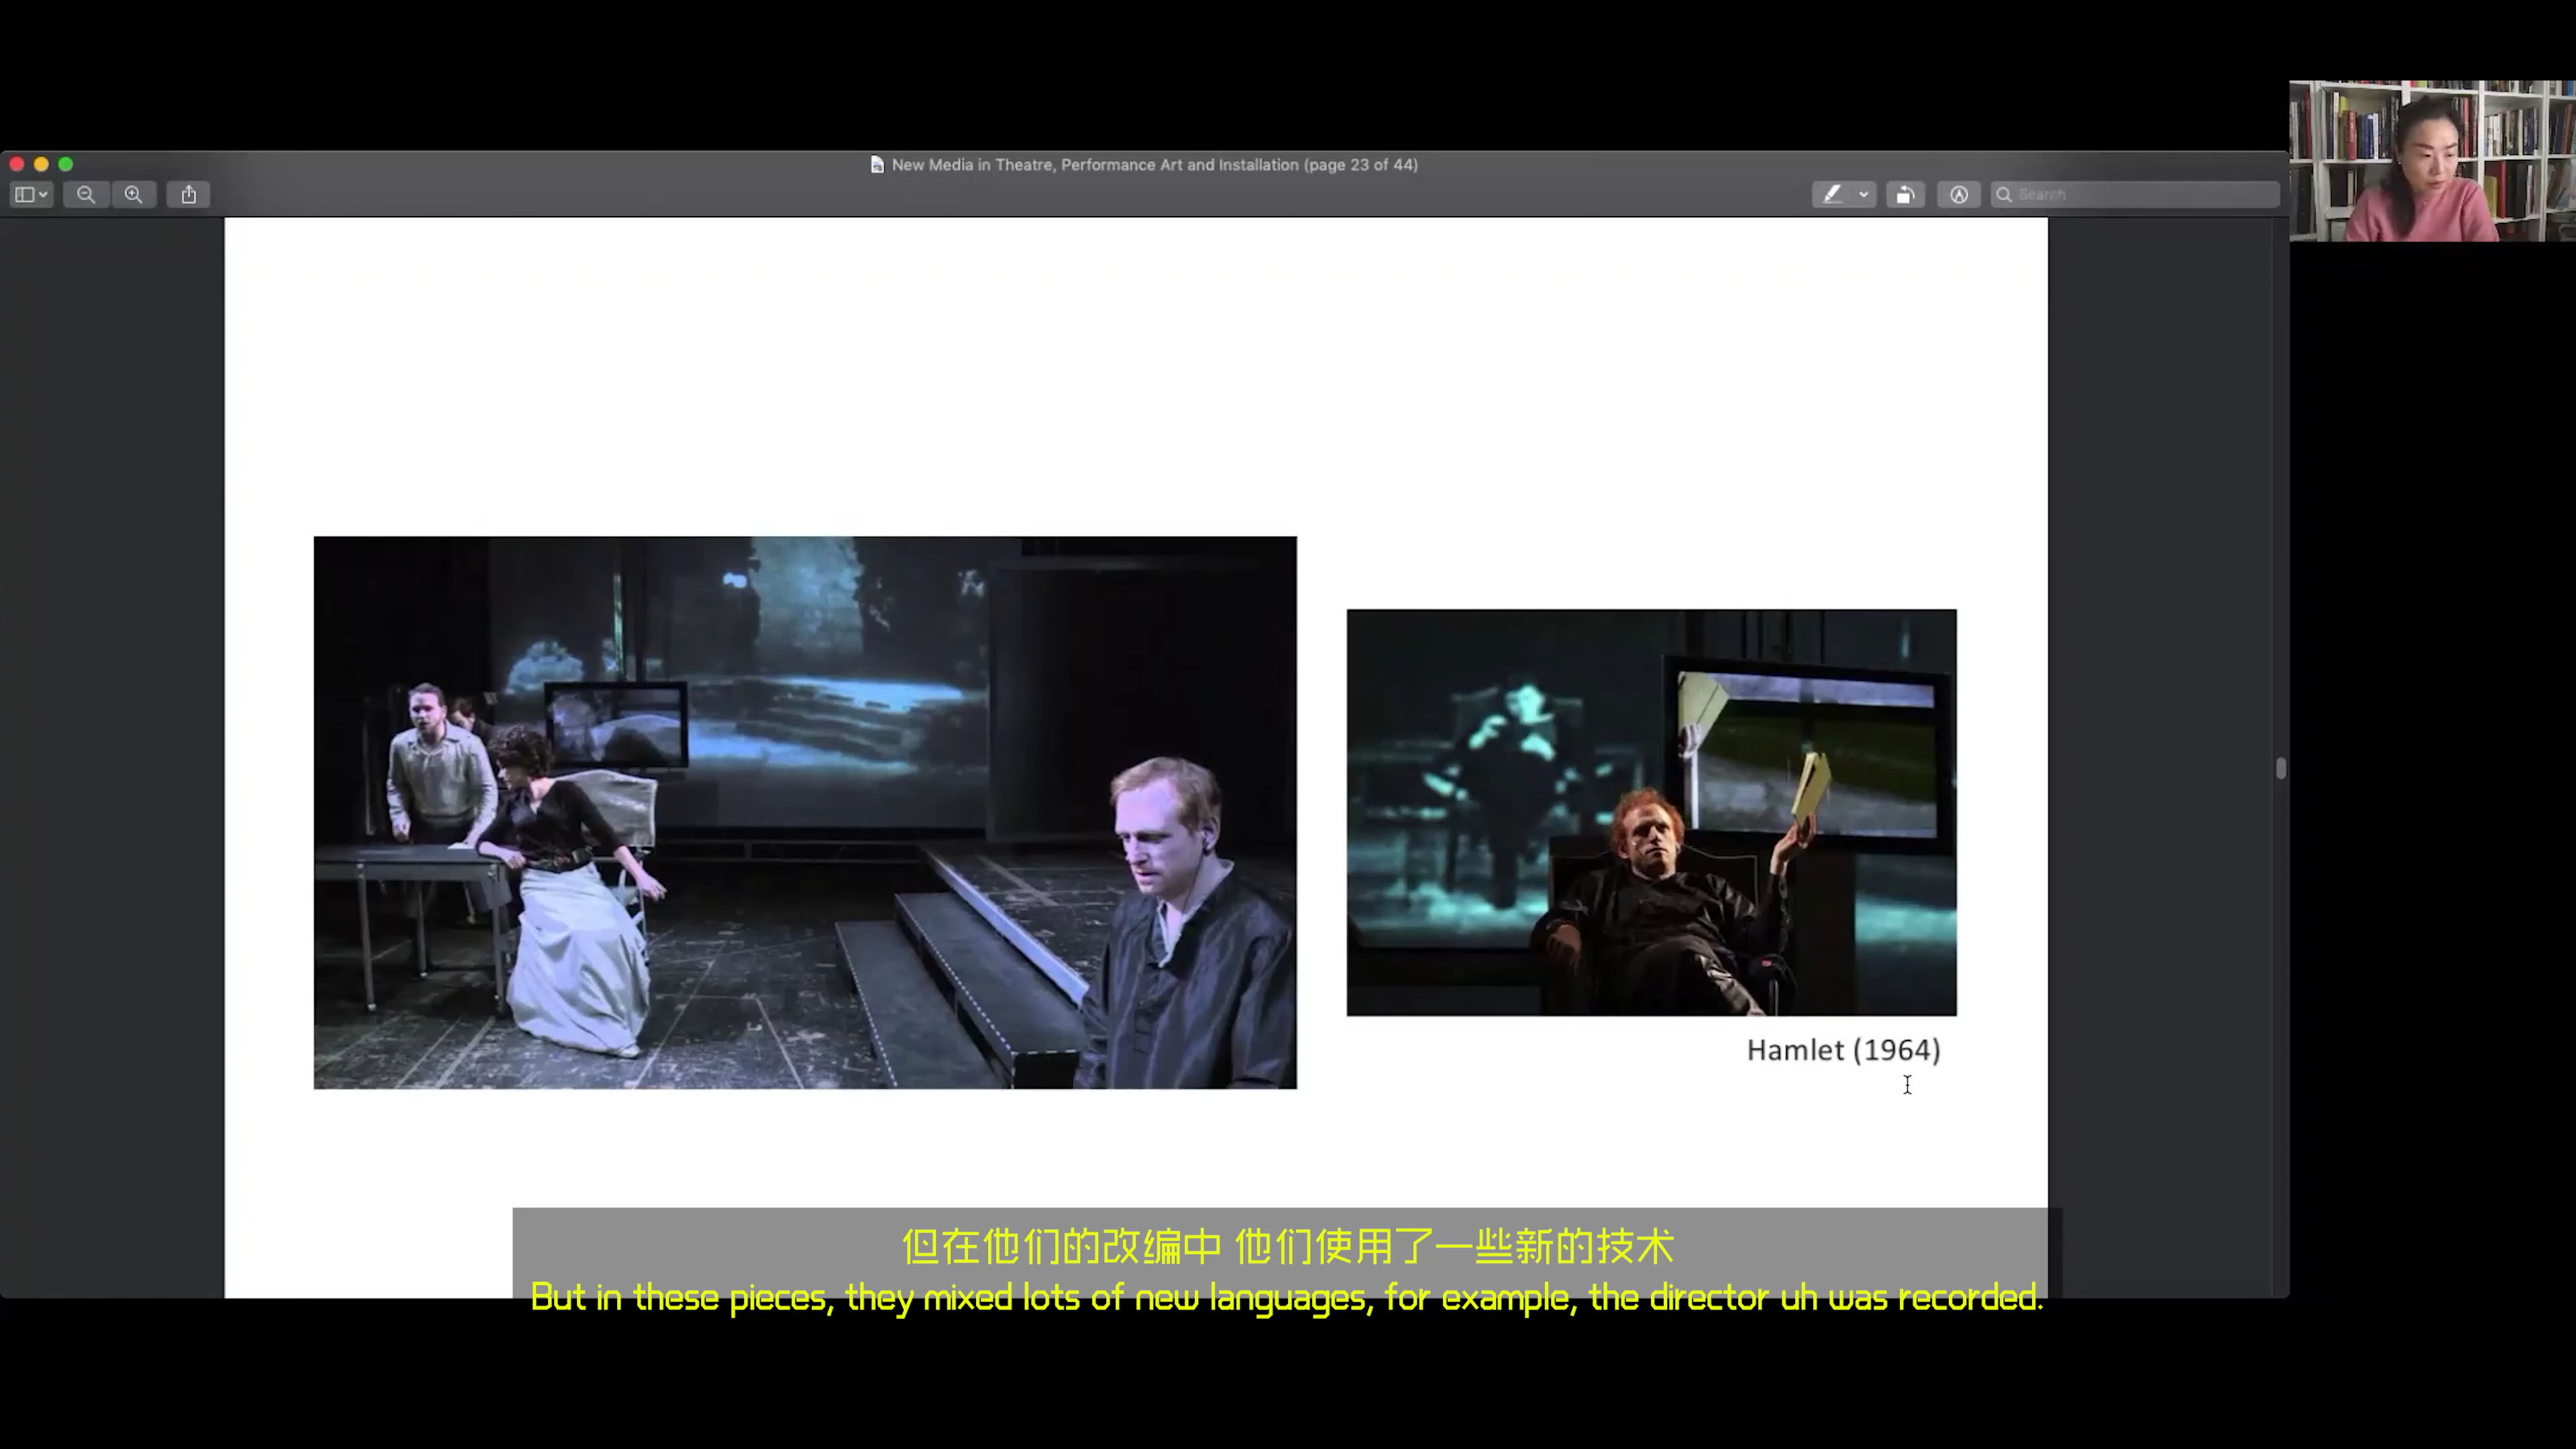 New Media in Theatre, Performance Art and Installation (page 23 of 44)
Search
Hamlet (1964)
但在他们的改编中 他们使用了一些新的技术
But in these pieces, they mixed lots of new languages, for example, the director uh was recorded.